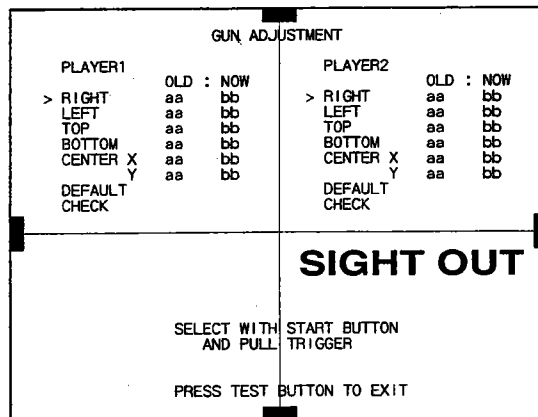 GUN ADJUSTMENT
PLAYER1
OLD : NOW
> RIGHT aa bb
LEFT aa bb
TOP aa bb
BOTTOM aa bb
CENTER X aa bb
Y aa bb
DEFAULT
CHECK
PLAYER2
OLD : NOW
> RIGHT aa bb
LEFT aa bb
TOP aa bb
BOTTOM aa bb
CENTER X aa bb
Y aa bb
DEFAULT
CHECK
SIGHT OUT
SELECT WITH START BUTTON
AND PULL TRIGGER
PRESS TEST BUTTON TO EXIT